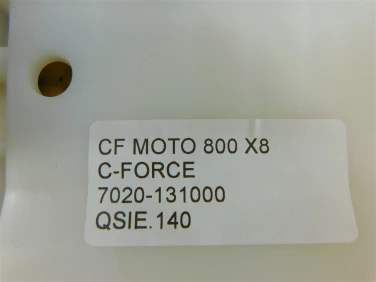 CF MOTO 800 X8
C-FORCE
7020-131000
QSIE.140